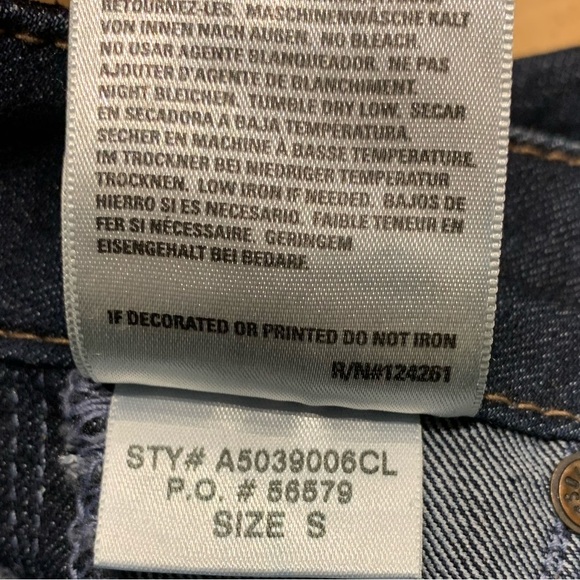 RETOURNEZ-LES, MASCHINENWÄSCHE KALT
VON INNEN NACH AUßEN, NO BLEACH,
NO USAR AGENTE BLANQUEADOR. NE PAS
AJOUTER D'AGENTE DE BLANCHIMENT.
NIGHT BLEICHEN, TUMBLE DRY LOW, SECAR
EN SECADORA A BAJA TEMPERATURA.
SECHER EN MACHINE À BASSE TEMPERATURE.
IM TROCKNER BEI NIEDRIGER TEMPERATUR
TROCKNEN, LOW IRON IF NEEDED, BAJOS DE
HIERRO SI ES NECESARIO, FAIBLE TENEUR EN
FER SI NÉCESSAIRE, GERINGEM
EISENGEHALT BEI BEDARF.
IF DECORATED OR PRINTED DO NOT IRON
R/N#124261
STY# A5039006CL
P.O. # 56579
SIZE S